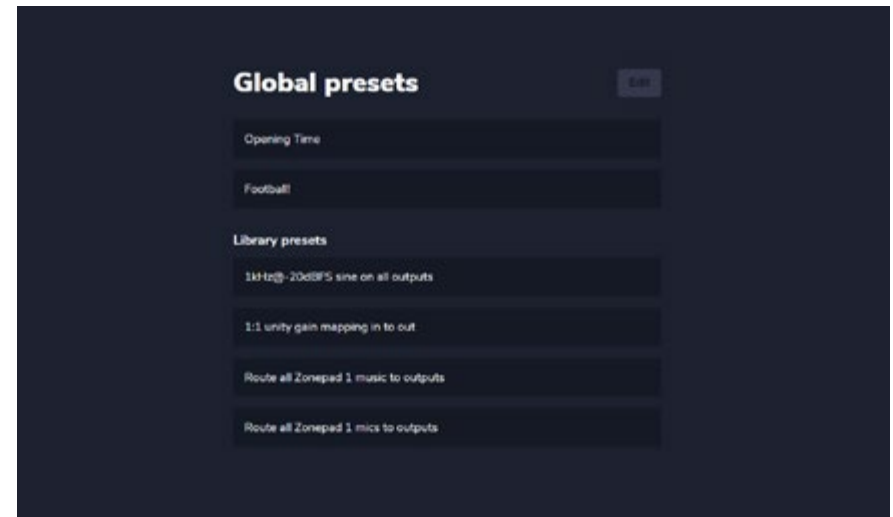 Global presets
Edit
Opening Time
Football!
Library presets
1kHz@-20dBFS sine on all outputs
1:1 unity gain mapping in to out
Route all Zonepad 1 music to outputs
Route all Zonepad 1 mics to outputs